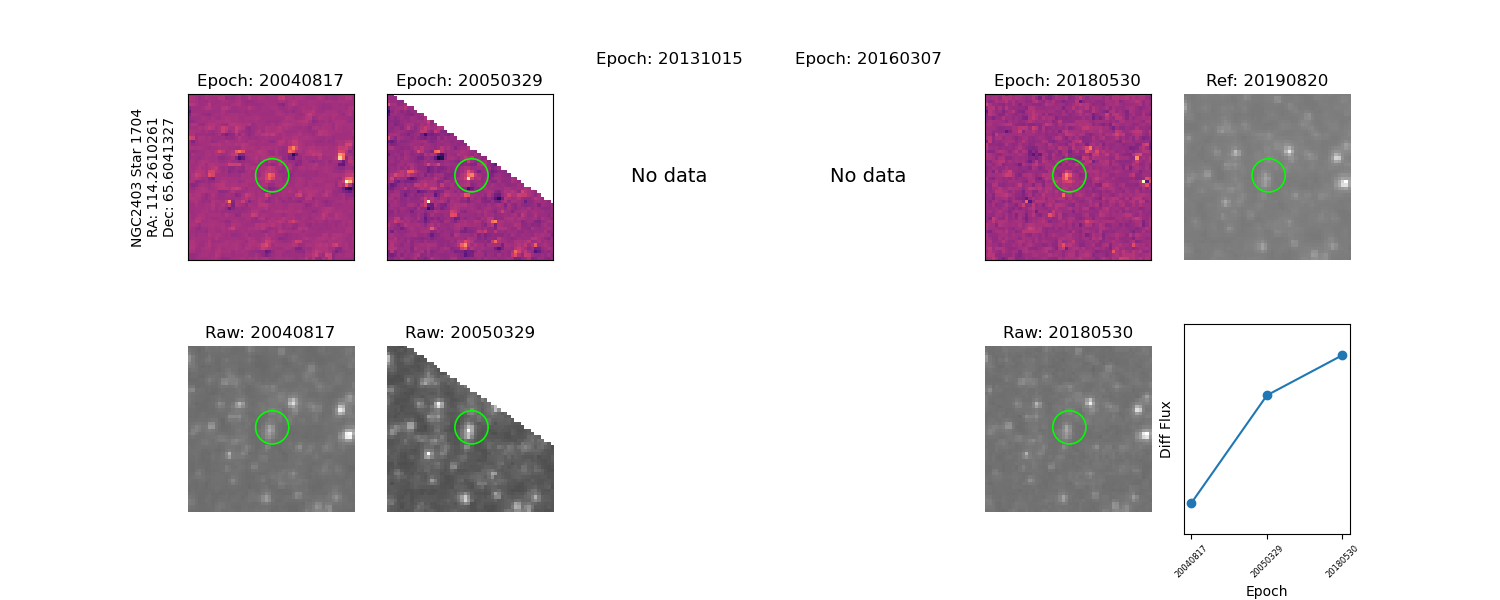 Epoch: 20131015
Epoch: 20160307
Epoch: 20040817
Epoch: 20050329
Epoch: 20180530
Ref: 20190820
NGC2403 Star 1704
RA: 114.2610261
Dec: 65.6041327
No data
No data
Raw: 20040817
Raw: 20050329
Raw: 20180530
Diff Flux
20040817
20050329
20180530
Epoch